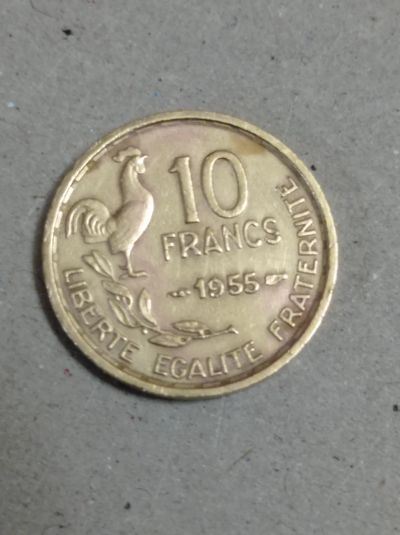 10
FRANCS
1955
LIBERTE EGALITE FRATERNITE